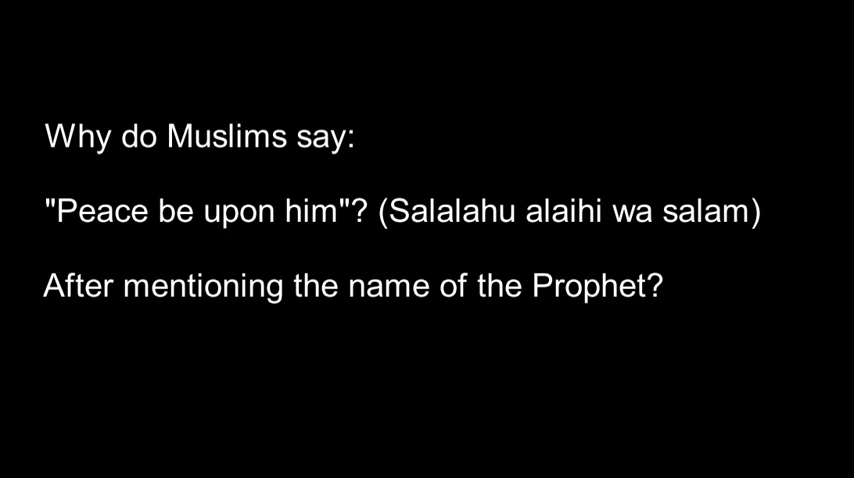 Why do Muslims say:
"Peace be upon him"? (Salalahu alaihi wa salam)
After mentioning the name of the Prophet?